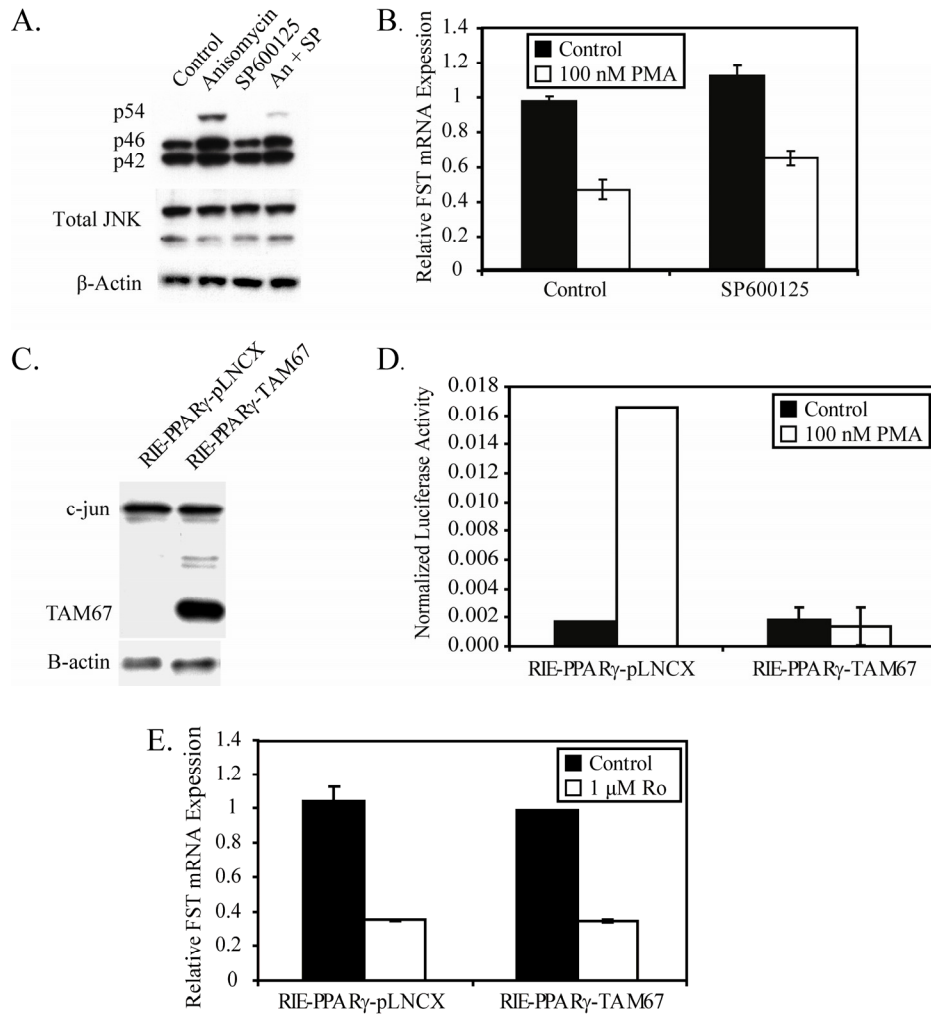 A.
Control
Anisomycin
SP600125
An + SP
p54
p46
p42
Total JNK
β-Actin
B.
Relative FST mRNA Expession
1.4
1.2
1
0.8
0.6
0.4
0.2
0
Control
100 nM PMA
Control
SP600125
C.
RIE-PPARγ-pLNCX
RIE-PPARγ-TAM67
c-jun
TAM67
B-actin
D.
Normalized Luciferase Activity
0.018
0.016
0.014
0.012
0.010
0.008
0.006
0.004
0.002
0.000
Control
100 nM PMA
RIE-PPARγ-pLNCX
RIE-PPARγ-TAM67
E.
Relative FST mRNA Expession
1.4
1.2
1
0.8
0.6
0.4
0.2
0
Control
1 µM Ro
RIE-PPARγ-pLNCX
RIE-PPARγ-TAM67